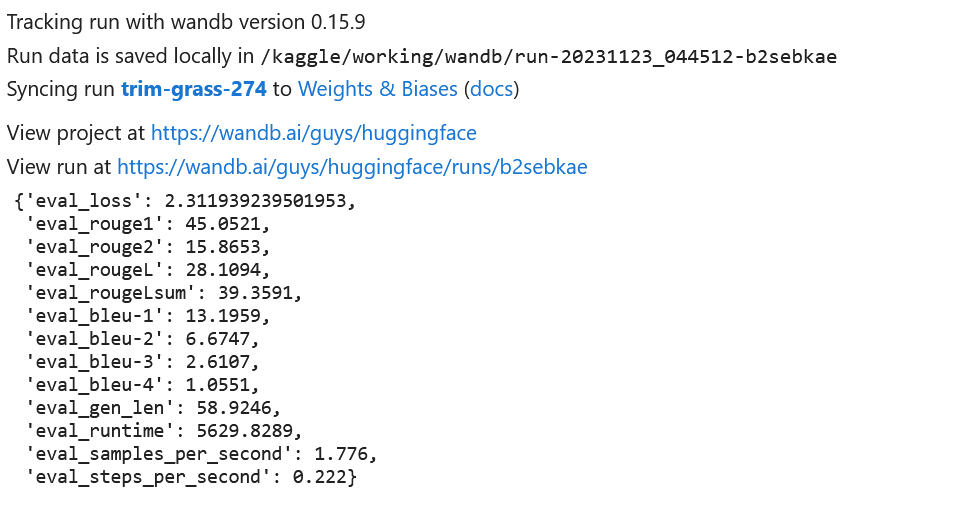 Tracking run with wandb version 0.15.9
Run data is saved locally in /kaggle/working/wandb/run-20231123_044512-b2sebkae
Syncing run trim-grass-274 to Weights & Biases (docs)
View project at https://wandb.ai/guys/huggingface
View run at https://wandb.ai/guys/huggingface/runs/b2sebkae
{'eval_loss': 2.311939239501953,
'eval_rouge1': 45.0521,
'eval_rouge2': 15.8653,
'eval_rougeL': 28.1094,
'eval_rougeLsum': 39.3591,
'eval_bleu-1': 13.1959,
'eval_bleu-2': 6.6747,
'eval_bleu-3': 2.6107,
'eval_bleu-4': 1.0551,
'eval_gen_len': 58.9246,
'eval_runtime': 5629.8289,
'eval_samples_per_second': 1.776,
'eval_steps_per_second': 0.222}